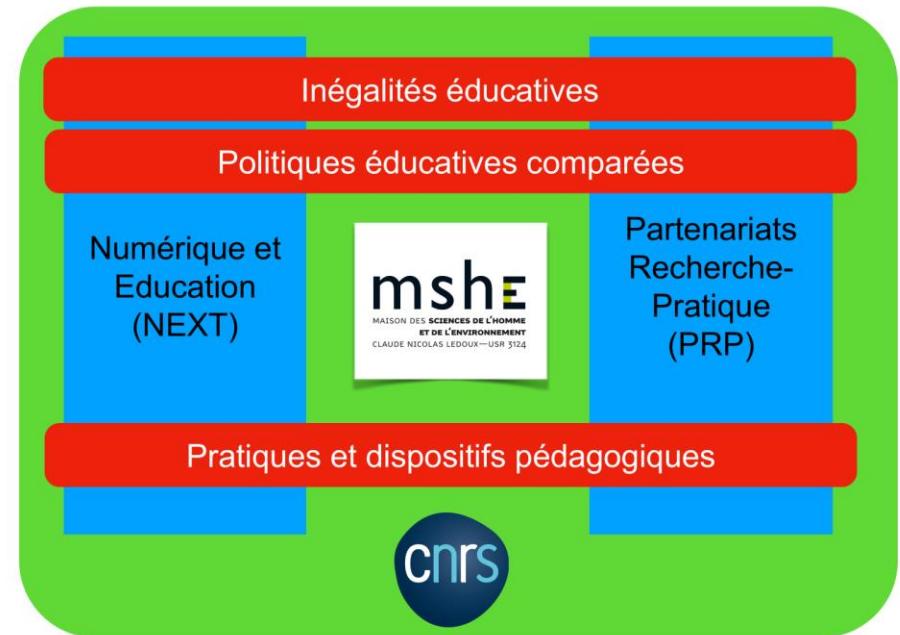 Inégalités éducatives
Politiques éducatives comparées
Numérique et
Education
(NEXT)
mshE
MAISON DES SCIENCES DE L'HOMME
ET DE L'ENVIRONNEMENT
CLAUDE NICOLAS LEDOUX—USR 3124
Partenariats
Recherche-
Pratique
(PRP)
Pratiques et dispositifs pédagogiques
cnrs